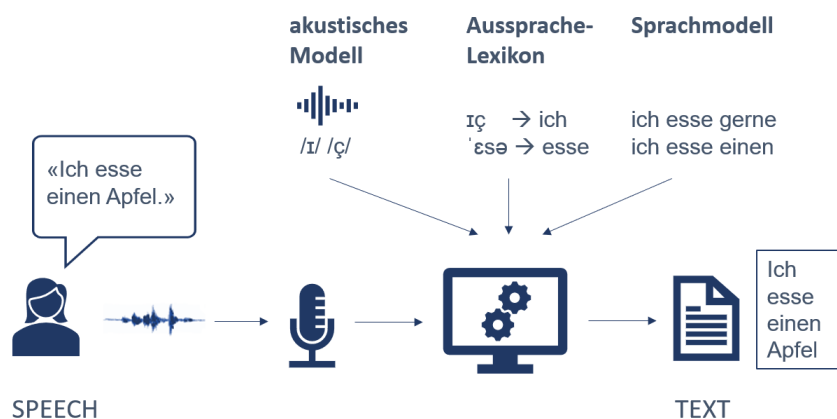 akustisches
Modell
/ɪ/ /ç/
Aussprache-
Lexikon
ɪç → ich
ˈɛsə → esse
Sprachmodell
ich esse gerne
ich esse einen
«Ich esse
einen Apfel.»
Ich
esse
einen
Apfel
SPEECH
TEXT